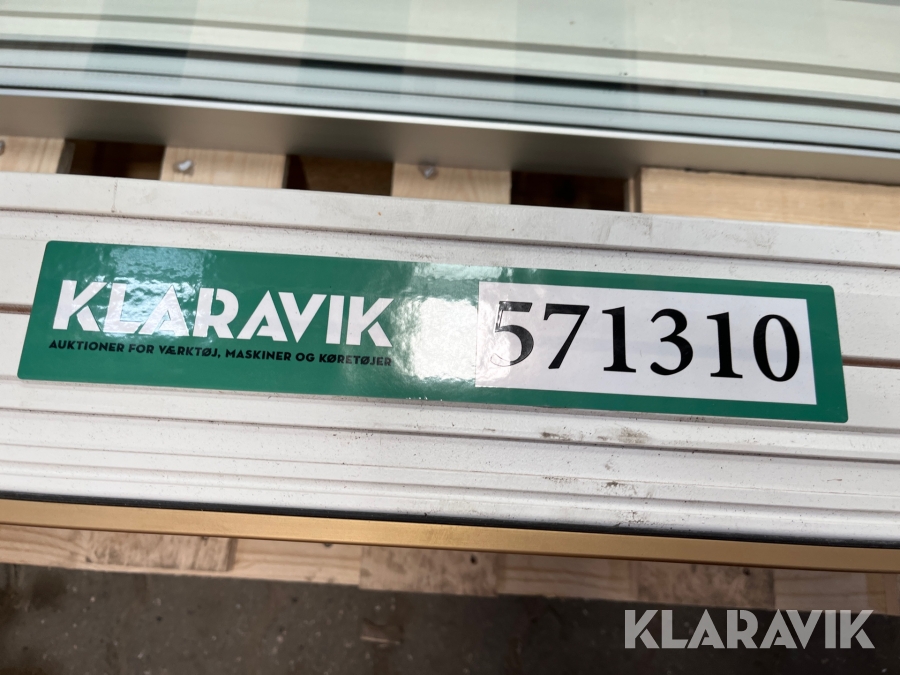 KLARAVIK
AUKTIONER FOR VÆRKTØJ, MASKINER OG KØRETØJER
571310
KLARAVIK